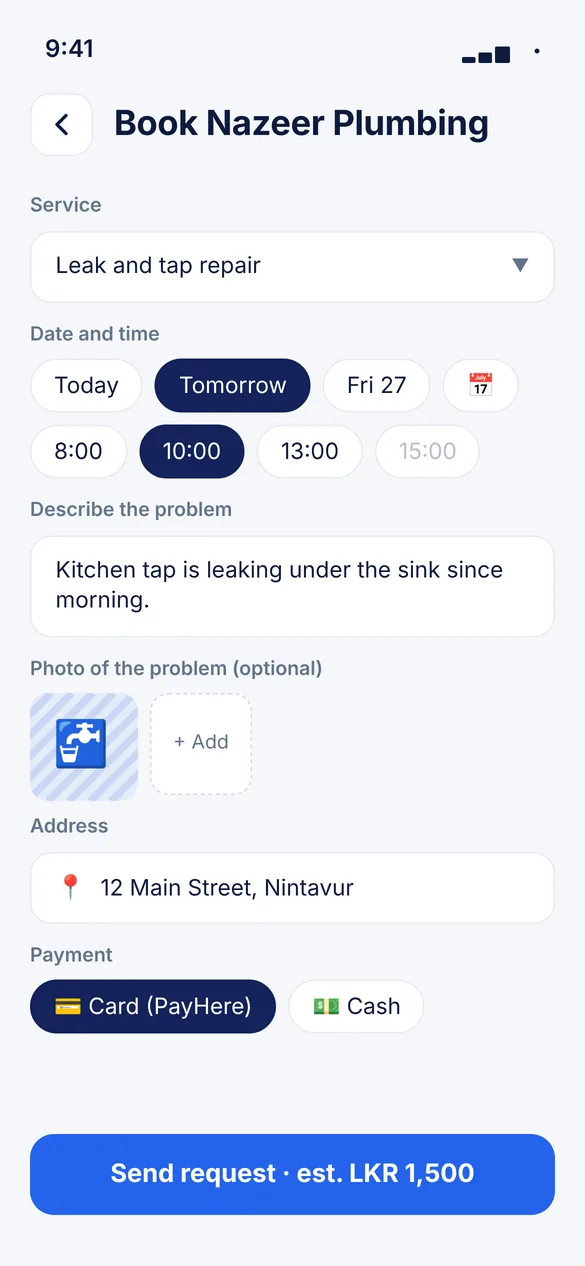 9:41
Book Nazeer Plumbing
Service
Leak and tap repair
Date and time
Today Tomorrow Fri 27 July 17
8:00 10:00 13:00 15:00
Describe the problem
Kitchen tap is leaking under the sink since
morning.
Photo of the problem (optional)
+ Add
Address
12 Main Street, Nintavur
Payment
Card (PayHere) Cash
Send request · est. LKR 1,500